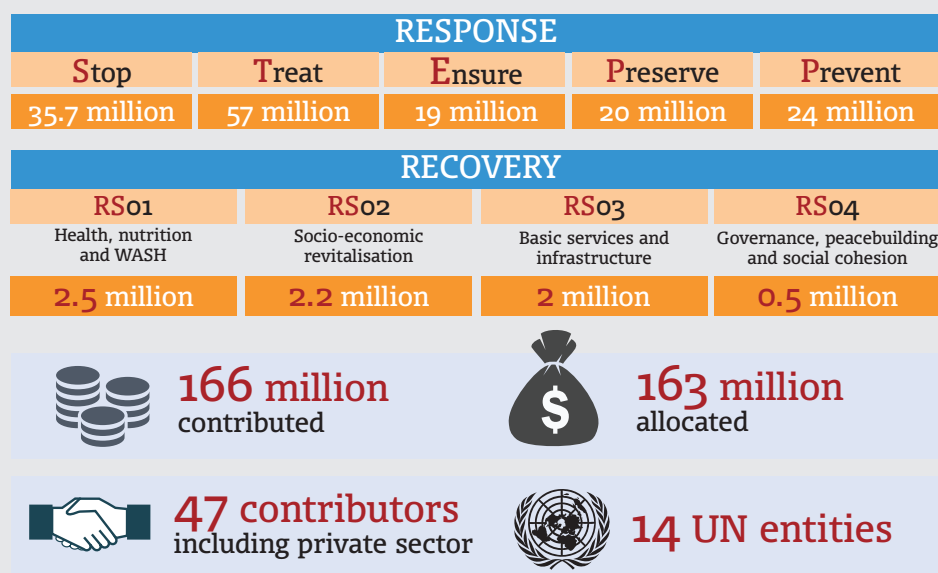 RESPONSE
Stop Treat Ensure Preserve Prevent
35.7 million 57 million 19 million 20 million 24 million
RECOVERY
RS01 RS02 RS03 RS04
Health, nutrition
and WASH
Socio-economic
revitalisation
Basic services and
infrastructure
Governance, peacebuilding
and social cohesion
2.5 million 2.2 million 2 million 0.5 million
166 million
contributed
$
163 million
allocated
47 contributors
including private sector
14 UN entities